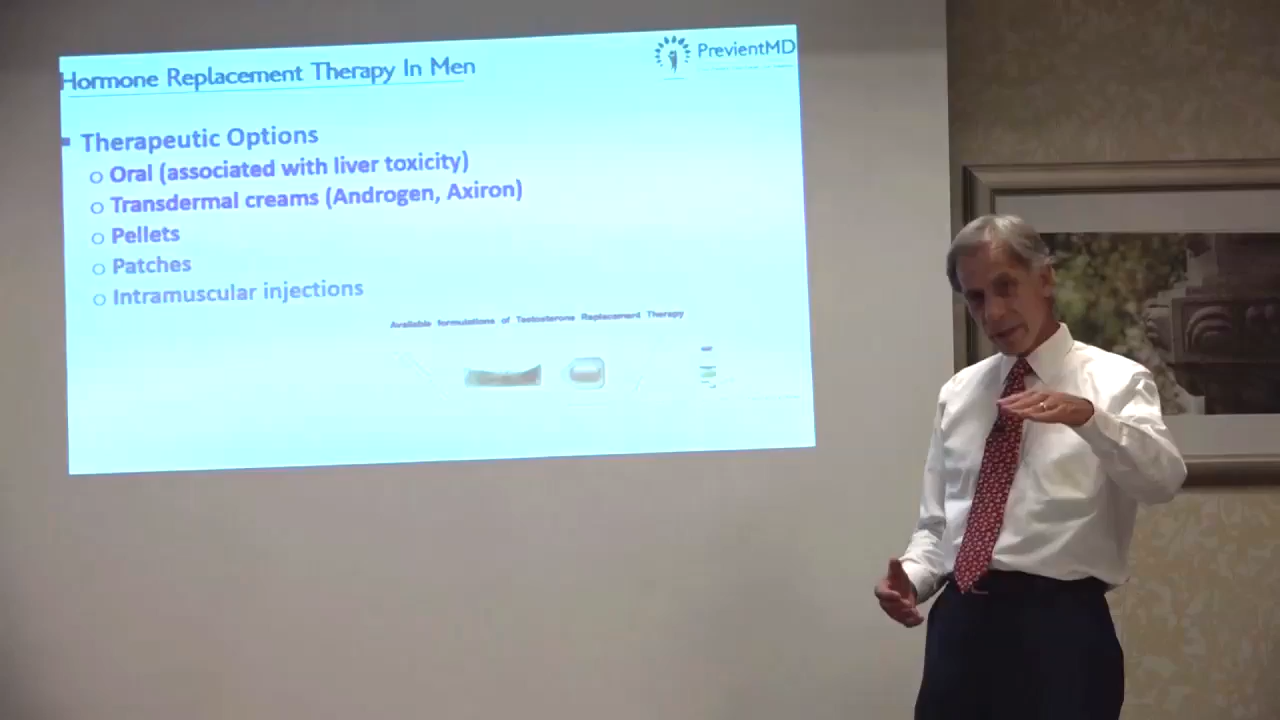 Hormone Replacement Therapy In Men
PrevientMD
Therapeutic Options
Oral (associated with liver toxicity)
Transdermal creams (Androgen, Axiron)
Pellets
Patches
Intramuscular injections
Available formulations of Testosterone Replacement Therapy